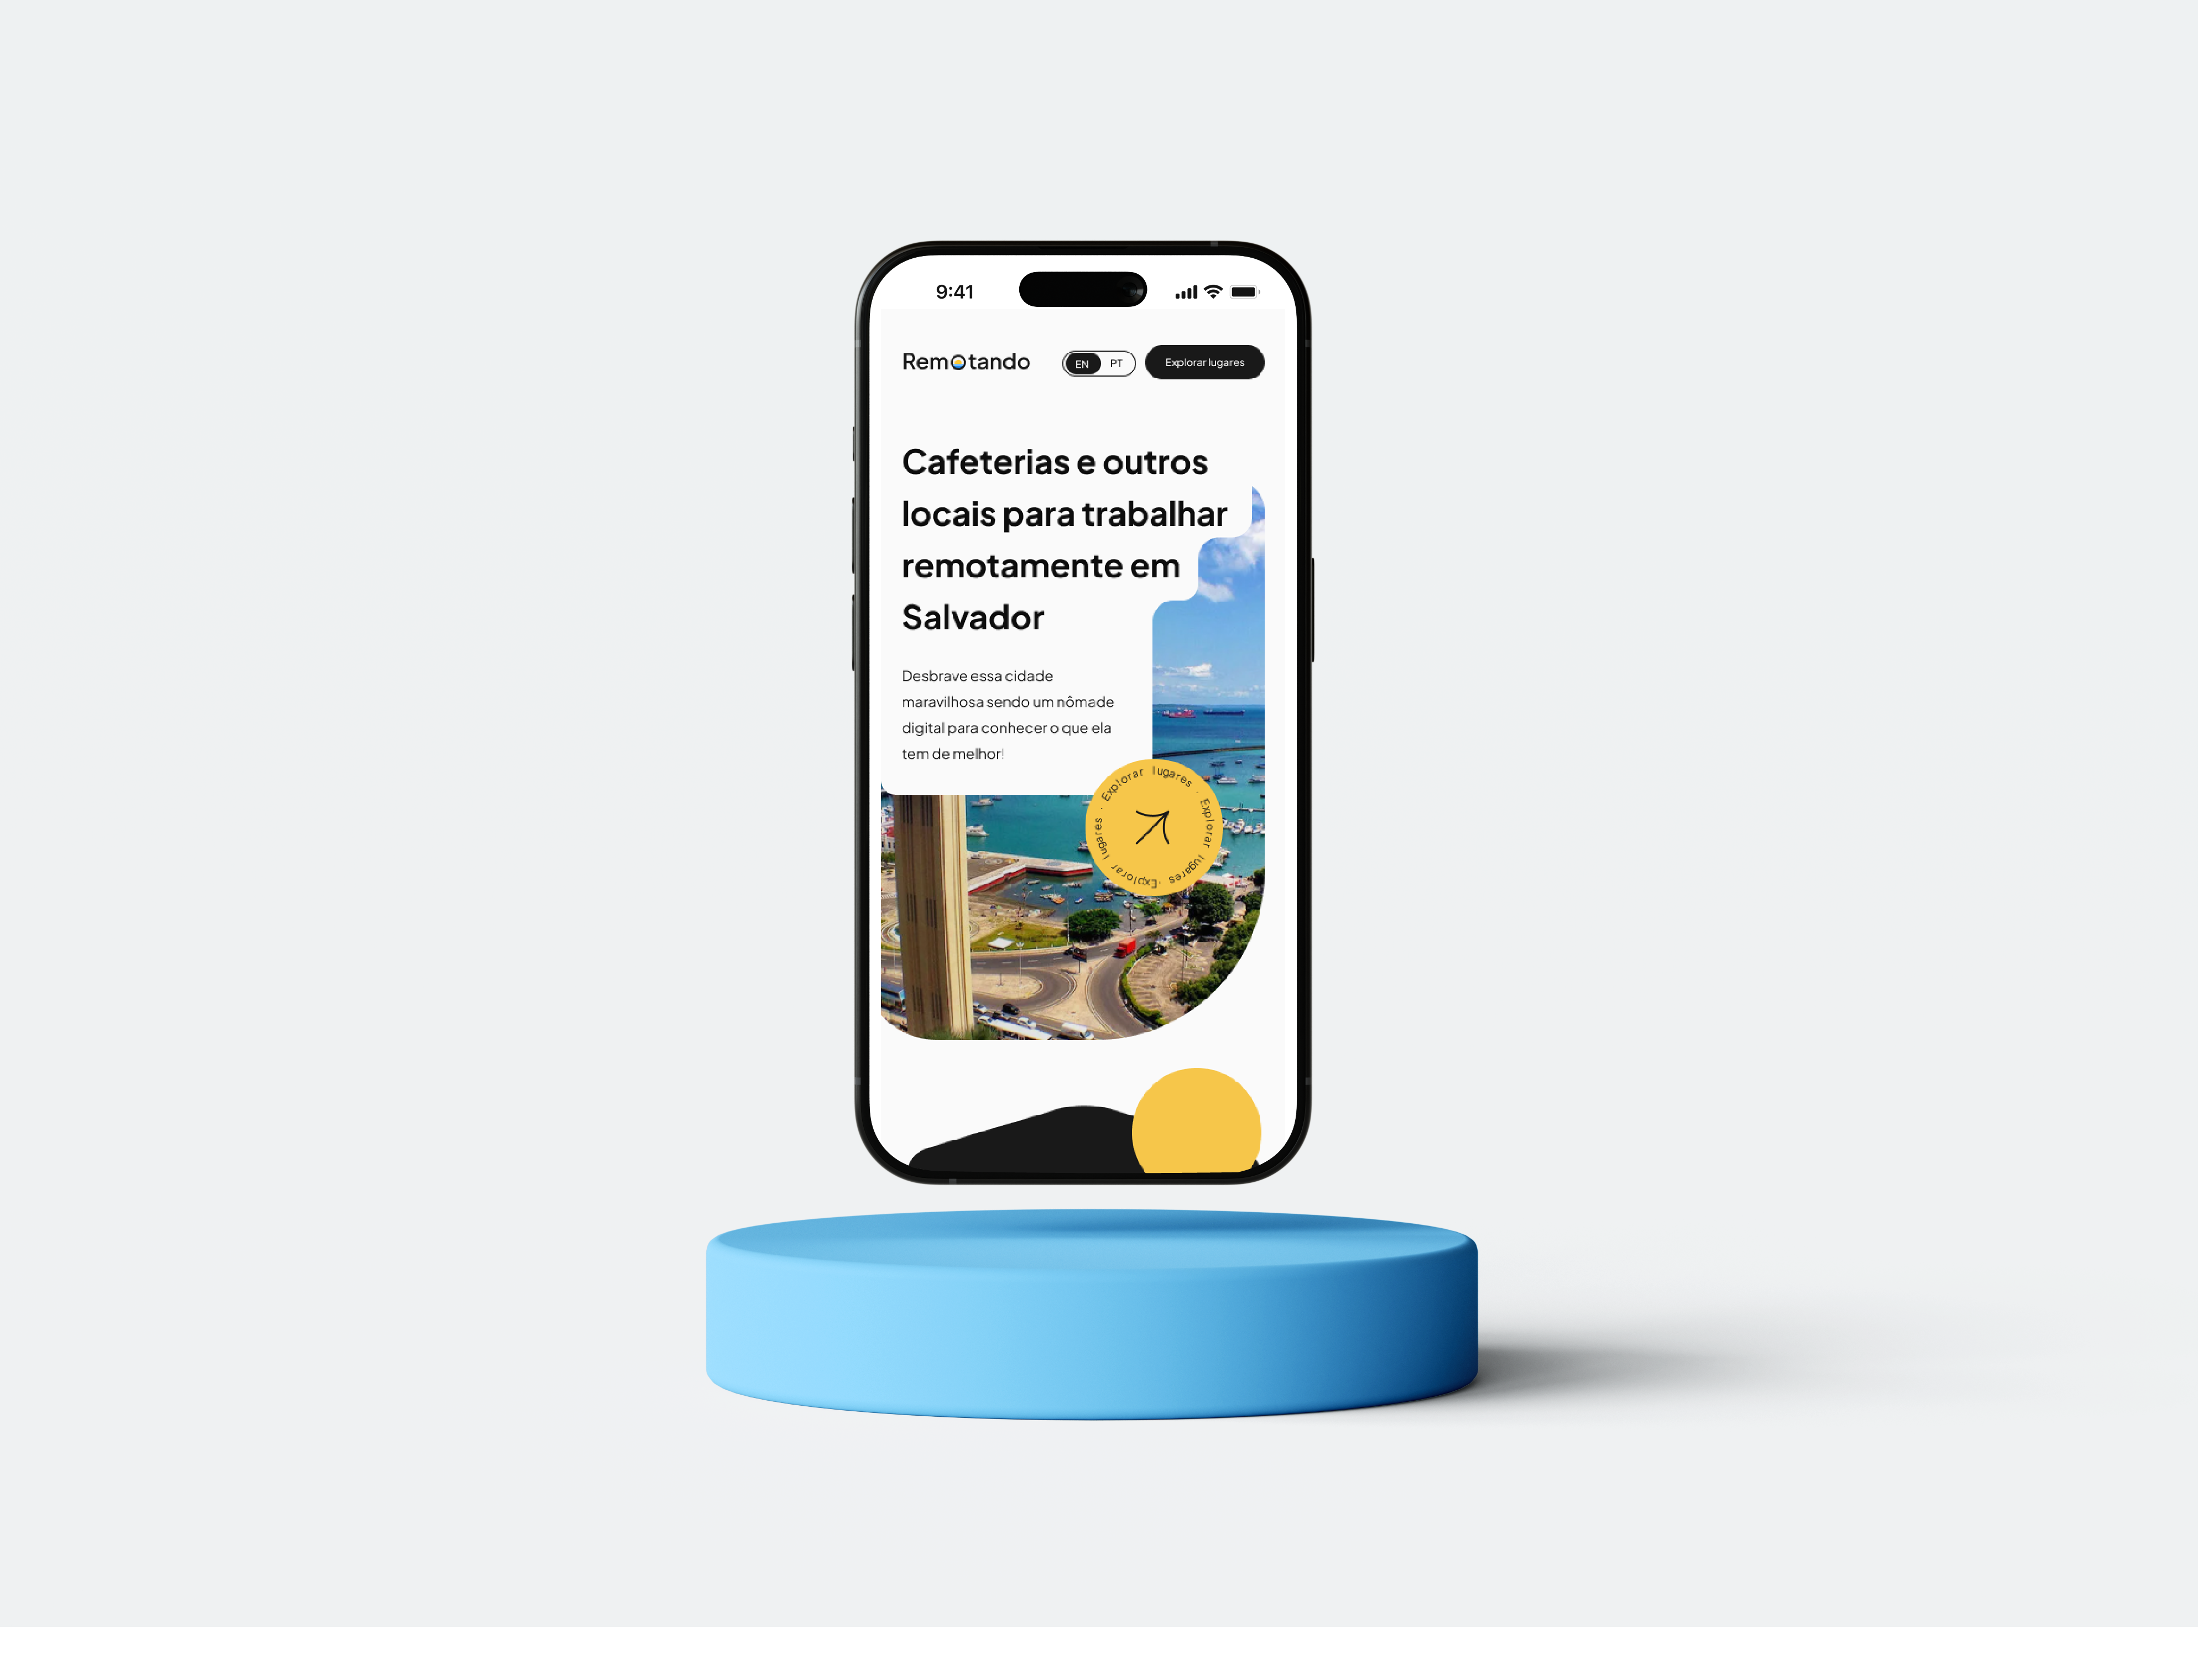 9:41
Remotando
EN PT
Explorar lugares
Cafeterias e outros
locais para trabalhar
remotamente em
Salvador
Desbrave essa cidade
maravilhosa sendo um nômade
digital para conhecer o que ela
tem de melhor!
Explorar lugares · Explorar lugares · Explorar lugares ·